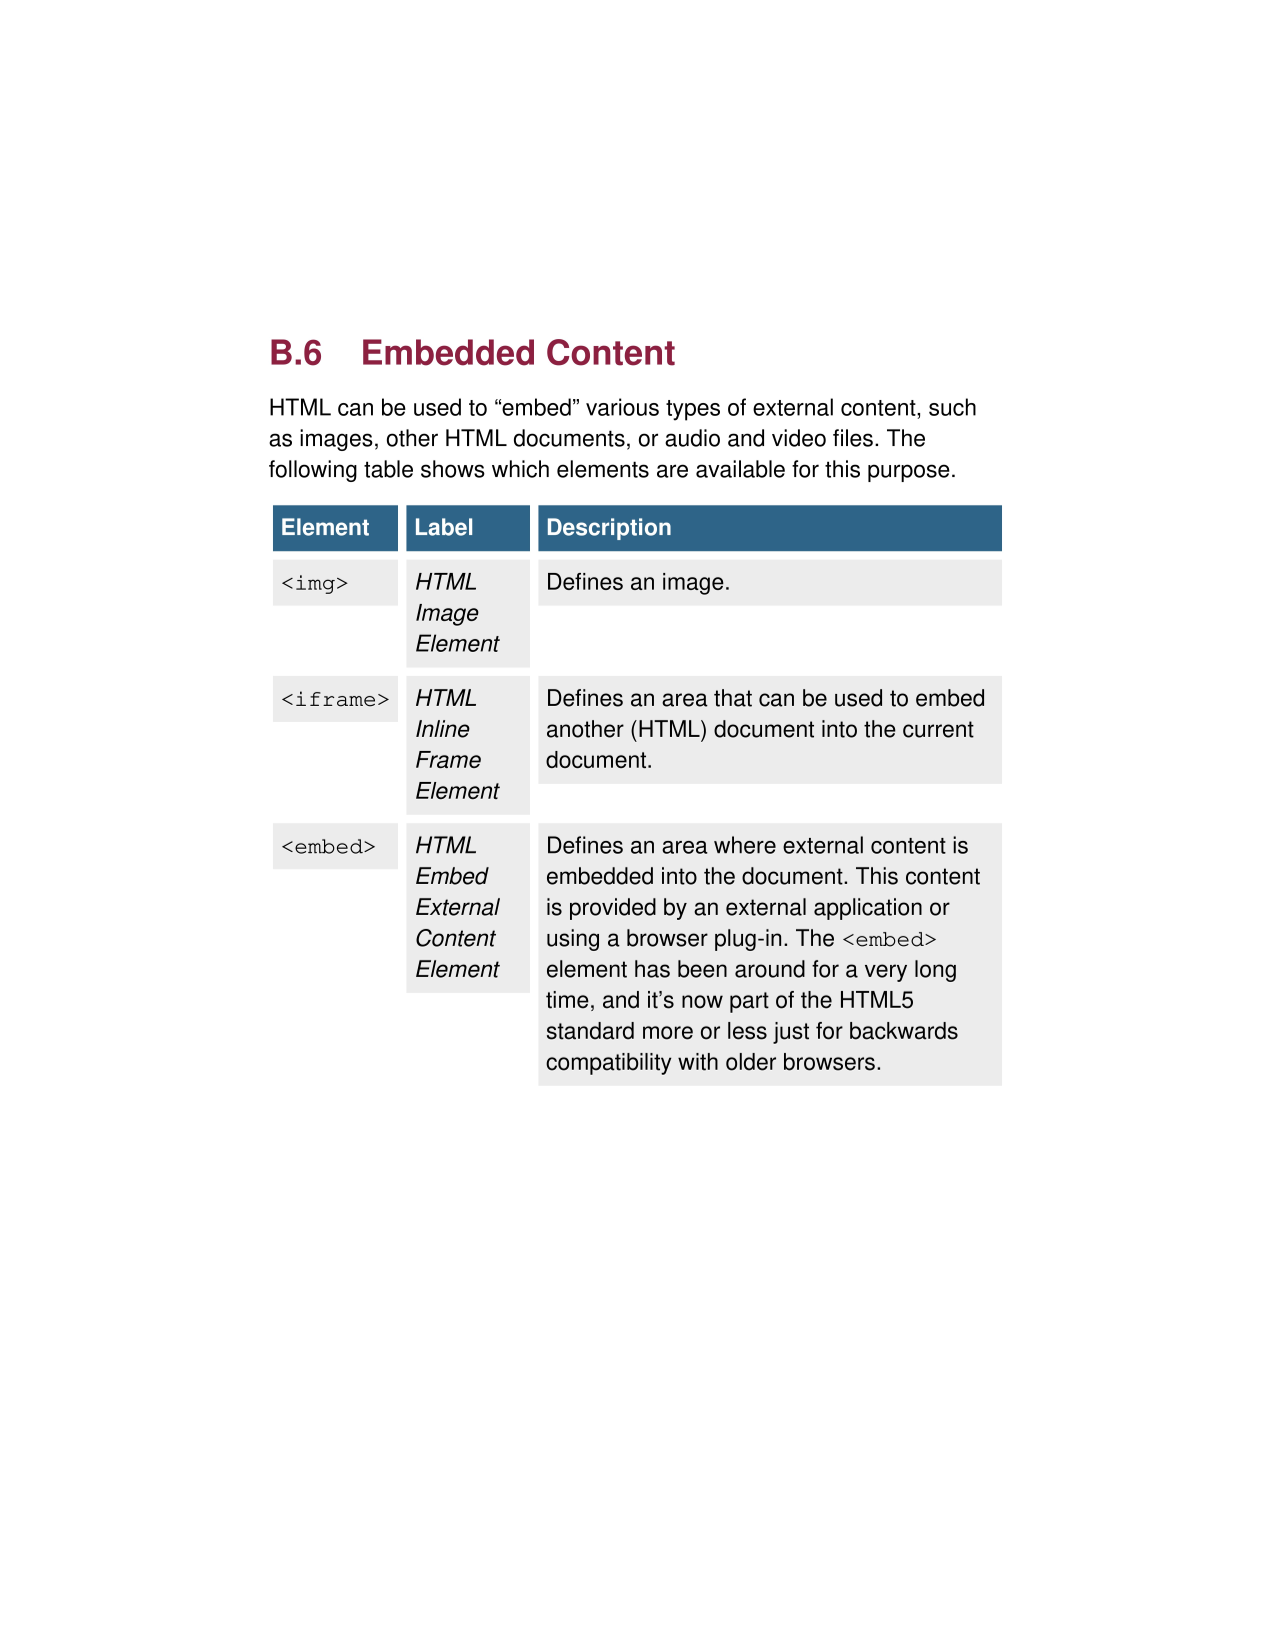 B.6 Embedded Content
HTML can be used to “embed” various types of external content, such
as images, other HTML documents, or audio and video files. The
following table shows which elements are available for this purpose.
Element Label Description
<img> HTML Defines an image.
Image
Element
<iframe> HTML Defines an area that can be used to embed
Inline another (HTML) document into the current
Frame document.
Element
<embed> HTML Defines an area where external content is
Embed embedded into the document. This content
External is provided by an external application or
Content using a browser plug-in. The <embed>
Element element has been around for a very long
time, and it’s now part of the HTML5
standard more or less just for backwards
compatibility with older browsers.